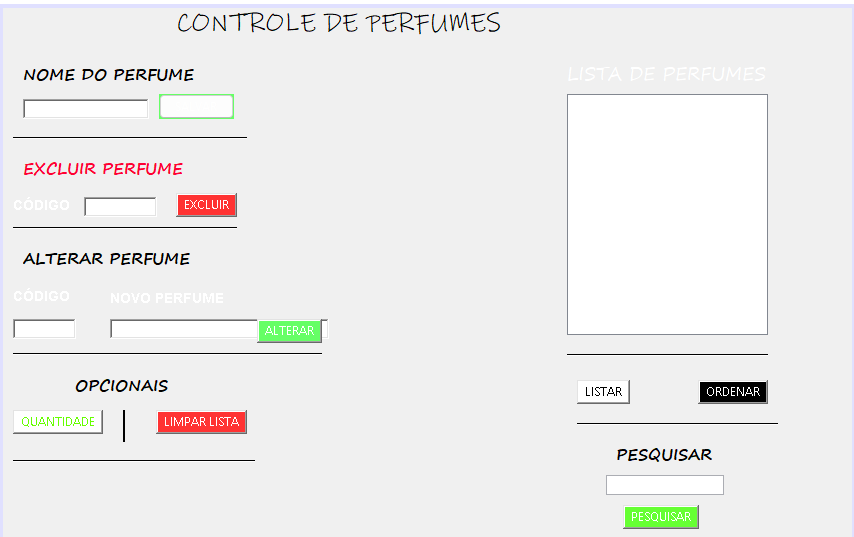 CONTROLE DE PERFUMES
NOME DO PERFUME
EXCLUIR PERFUME
CÓDIGO
EXCLUIR
ALTERAR PERFUME
CÓDIGO
NOVO PERFUME
ALTERAR
OPCIONAIS
QUANTIDADE
LIMPAR LISTA
LISTA DE PERFUMES
LISTAR
ORDENAR
PESQUISAR
PESQUISAR